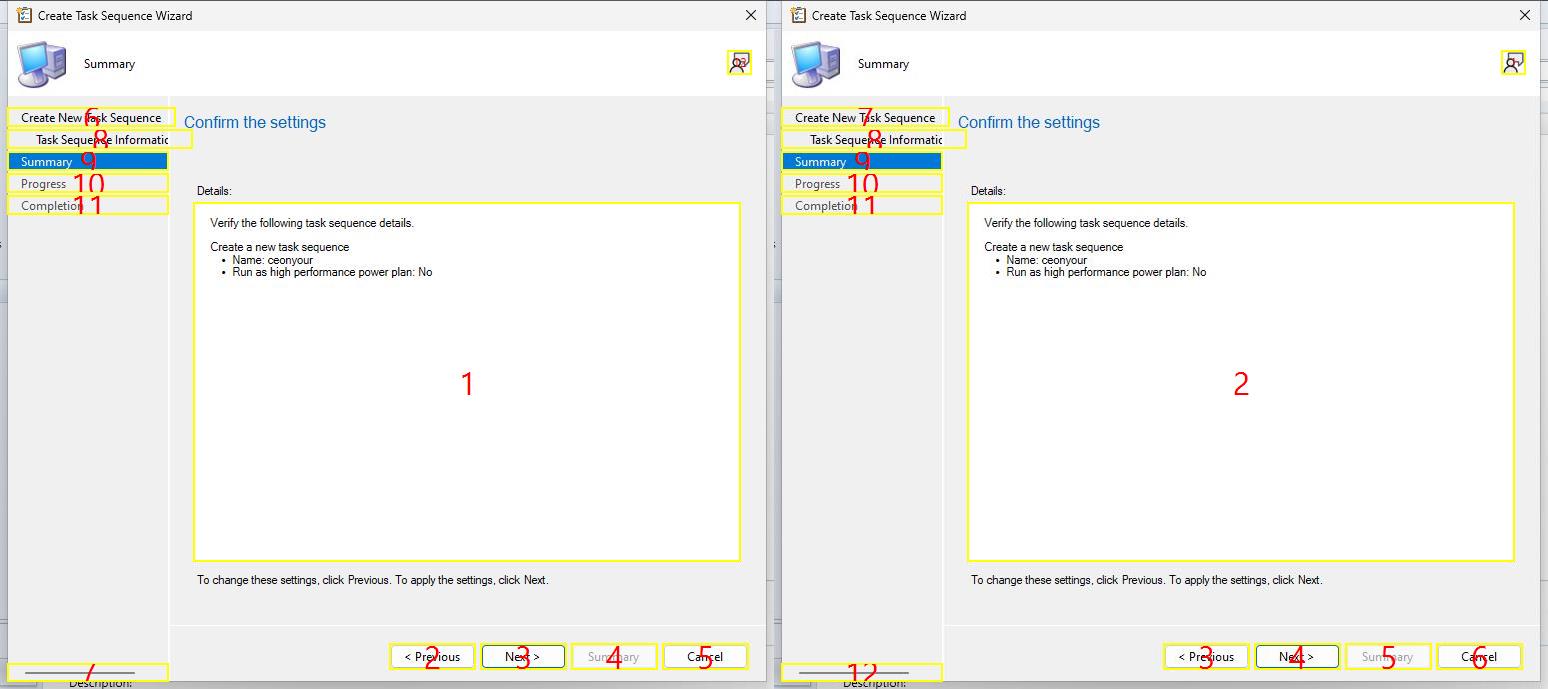 Create Task Sequence Wizard
Summary
Create New Task Sequence
6
Task Sequence Informatic
8
Summary
9
Progress
10
Completion
11
Confirm the settings
Details:
Verify the following task sequence details.
Create a new task sequence
• Name: ceonyour
• Run as high performance power plan: No
1
To change these settings, click Previous. To apply the settings, click Next.
< Previous
2
Next >
3
Summary
4
Cancel
5
7
Description:
Create Task Sequence Wizard
Summary
Create New Task Sequence
7
Task Sequence Informatic
8
Summary
9
Progress
10
Completion
11
Confirm the settings
Details:
Verify the following task sequence details.
Create a new task sequence
• Name: ceonyour
• Run as high performance power plan: No
2
To change these settings, click Previous. To apply the settings, click Next.
< Previous
3
Next >
4
Summary
5
Cancel
6
12
Description: